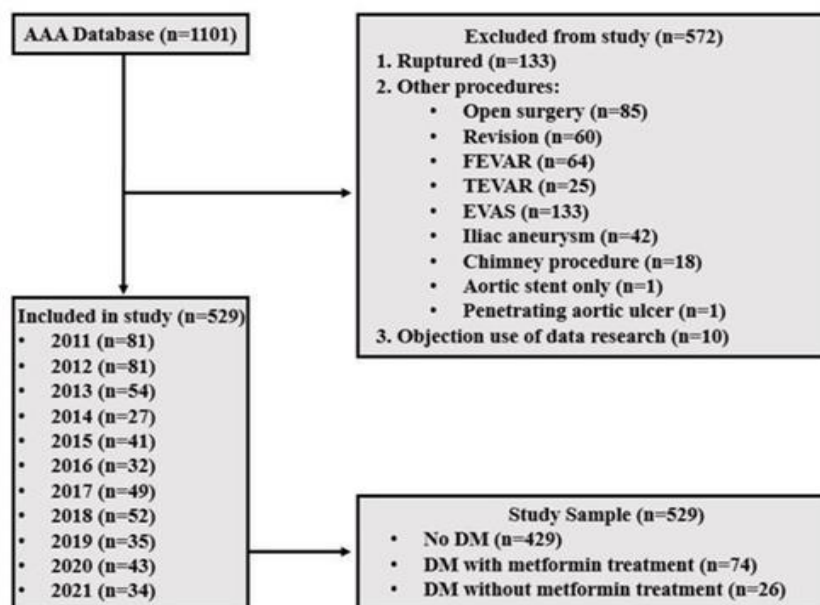 AAA Database (n=1101)
Excluded from study (n=572)
1. Ruptured (n=133)
2. Other procedures:
• Open surgery (n=85)
• Revision (n=60)
• FEVAR (n=64)
• TEVAR (n=25)
• EVAS (n=133)
• Iliac aneurysm (n=42)
• Chimney procedure (n=18)
• Aortic stent only (n=1)
• Penetrating aortic ulcer (n=1)
3. Objection use of data research (n=10)
Included in study (n=529)
• 2011 (n=81)
• 2012 (n=81)
• 2013 (n=54)
• 2014 (n=27)
• 2015 (n=41)
• 2016 (n=32)
• 2017 (n=49)
• 2018 (n=52)
• 2019 (n=35)
• 2020 (n=43)
• 2021 (n=34)
Study Sample (n=529)
• No DM (n=429)
• DM with metformin treatment (n=74)
• DM without metformin treatment (n=26)